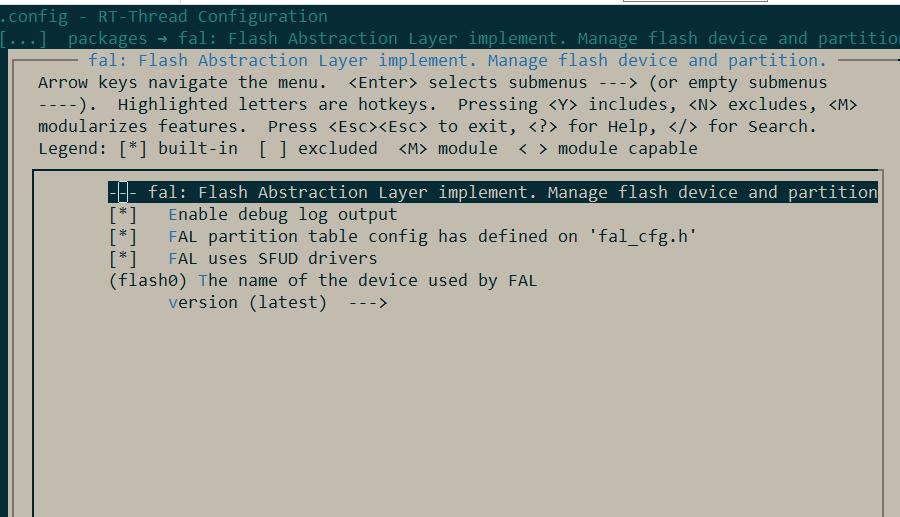 .config - RT-Thread Configuration
[...]  packages → fal: Flash Abstraction Layer implement. Manage flash device and partitio
fal: Flash Abstraction Layer implement. Manage flash device and partition.
Arrow keys navigate the menu.  <Enter> selects submenus ---> (or empty submenus
----).  Highlighted letters are hotkeys.  Pressing <Y> includes, <N> excludes, <M>
modularizes features.  Press <Esc><Esc> to exit, <?> for Help, </> for Search.
Legend: [*] built-in  [ ] excluded  <M> module  < > module capable
--- fal: Flash Abstraction Layer implement. Manage flash device and partition
[*]   Enable debug log output
[*]   FAL partition table config has defined on 'fal_cfg.h'
[*]   FAL uses SFUD drivers
(flash0) The name of the device used by FAL
version (latest)  --->